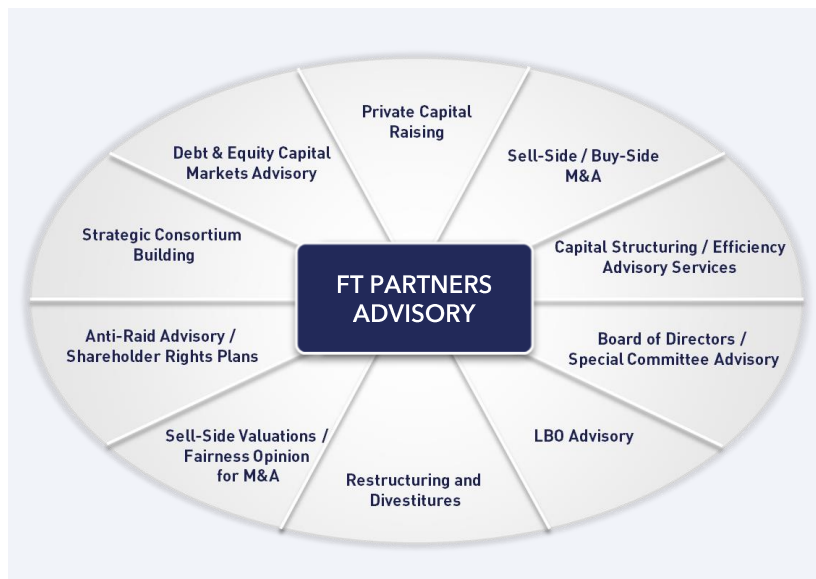 Private Capital
Raising
Sell-Side / Buy-Side
M&A
Capital Structuring / Efficiency
Advisory Services
Board of Directors /
Special Committee Advisory
LBO Advisory
Restructuring and
Divestitures
Sell-Side Valuations /
Fairness Opinion
for M&A
Anti-Raid Advisory /
Shareholder Rights Plans
Strategic Consortium
Building
Debt & Equity Capital
Markets Advisory
FT PARTNERS
ADVISORY